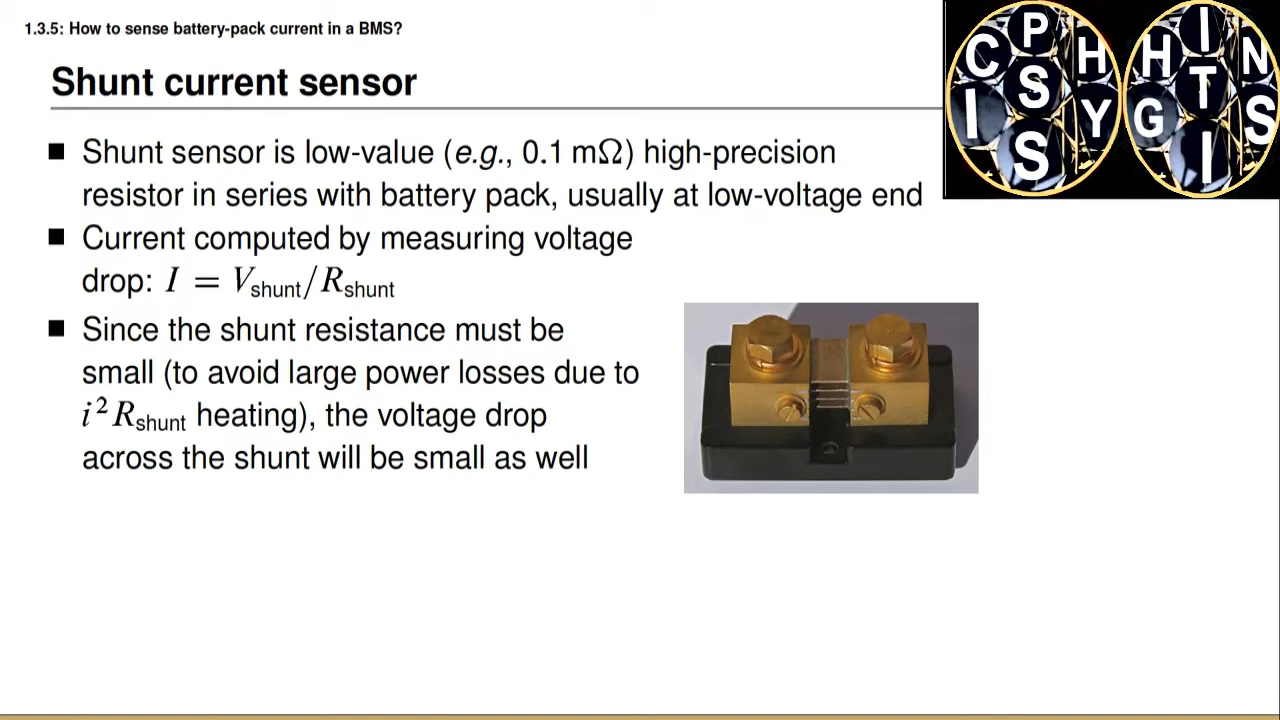 1.3.5: How to sense battery-pack current in a BMS?
Shunt current sensor
■ Shunt sensor is low-value (e.g., 0.1 mΩ) high-precision
resistor in series with battery pack, usually at low-voltage end
■ Current computed by measuring voltage
drop: I = Vshunt/Rshunt
■ Since the shunt resistance must be
small (to avoid large power losses due to
i²Rshunt heating), the voltage drop
across the shunt will be small as well
C P H
S
I Y
S
H I N
T
G S
I